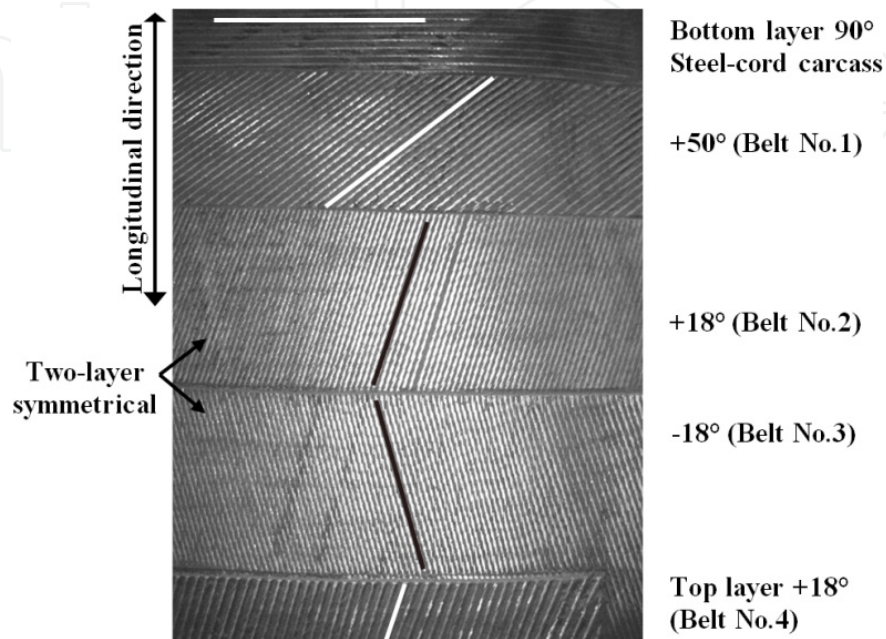 Bottom layer 90°
Steel-cord carcass
Longitudinal direction
+50° (Belt No.1)
+18° (Belt No.2)
Two-layer
symmetrical
-18° (Belt No.3)
Top layer +18°
(Belt No.4)